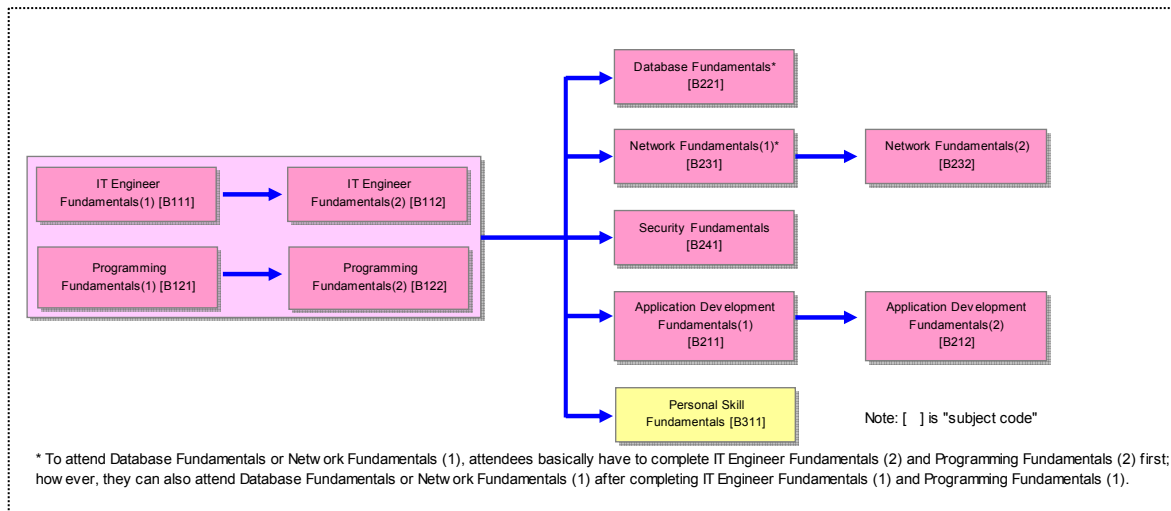 Database Fundamentals*
[B221]
Network Fundamentals(1)*
[B231]
Network Fundamentals(2)
[B232]
IT Engineer
Fundamentals(1) [B111]
IT Engineer
Fundamentals(2) [B112]
Security Fundamentals
[B241]
Programming
Fundamentals(1) [B121]
Programming
Fundamentals(2) [B122]
Application Development
Fundamentals(1)
[B211]
Application Development
Fundamentals(2)
[B212]
Personal Skill
Fundamentals [B311]
Note: [ ] is "subject code"
* To attend Database Fundamentals or Network Fundamentals (1), attendees basically have to complete IT Engineer Fundamentals (2) and Programming Fundamentals (2) first;
however, they can also attend Database Fundamentals or Network Fundamentals (1) after completing IT Engineer Fundamentals (1) and Programming Fundamentals (1).